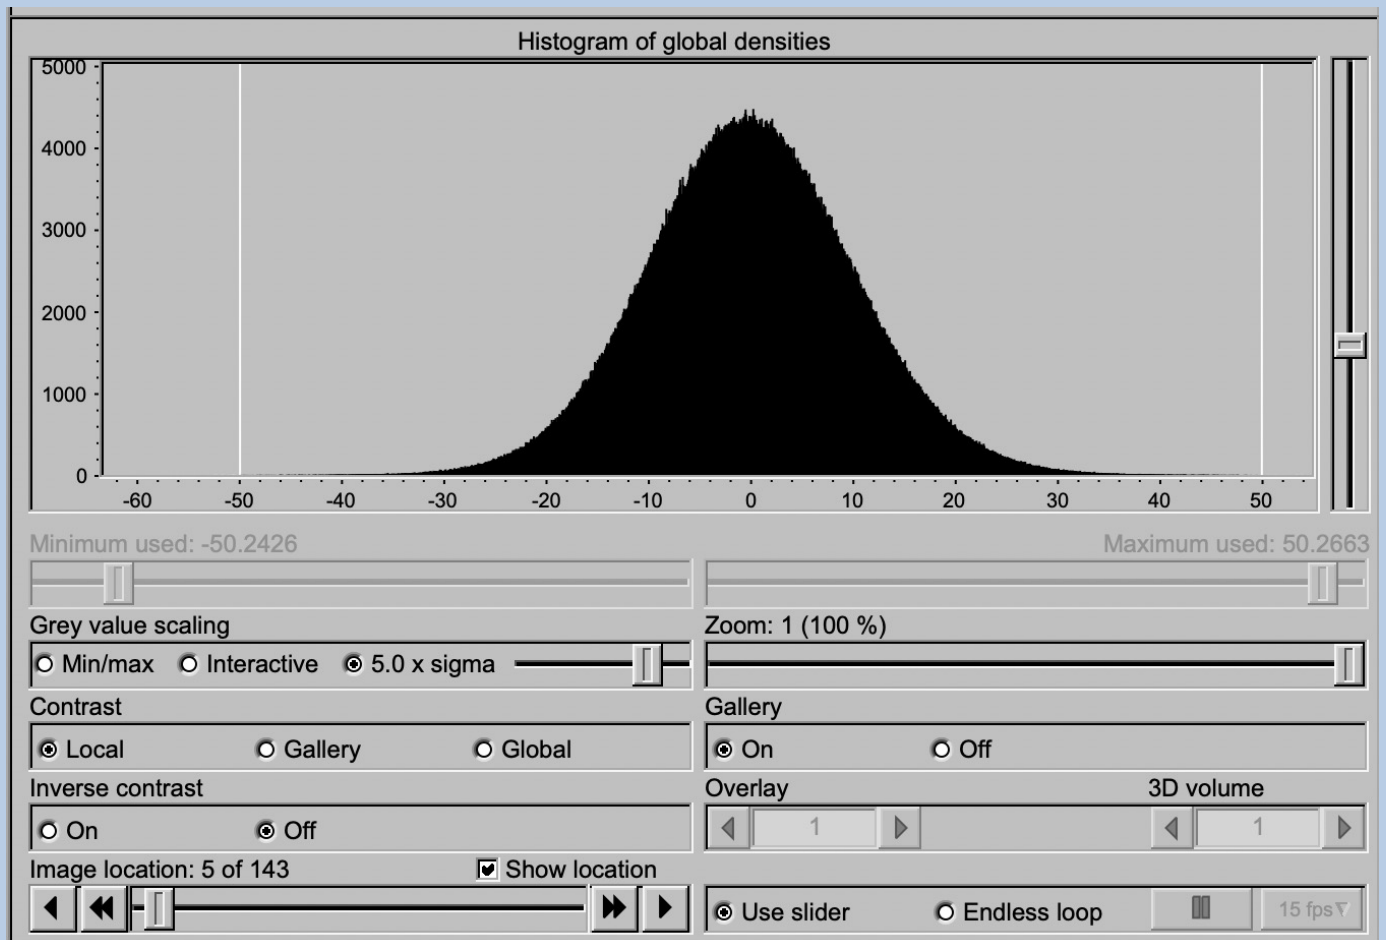 Histogram of global densities
5000
4000
3000
2000
1000
0
-60 -50 -40 -30 -20 -10 0 10 20 30 40 50
Minimum used: -50.2426 Maximum used: 50.2663
Grey value scaling Zoom: 1 (100 %)
Min/max Interactive 5.0 x sigma
Contrast Gallery
Local Gallery Global On Off
Inverse contrast Overlay 3D volume
On Off 1 1
Image location: 5 of 143 Show location
Use slider Endless loop 15 fps